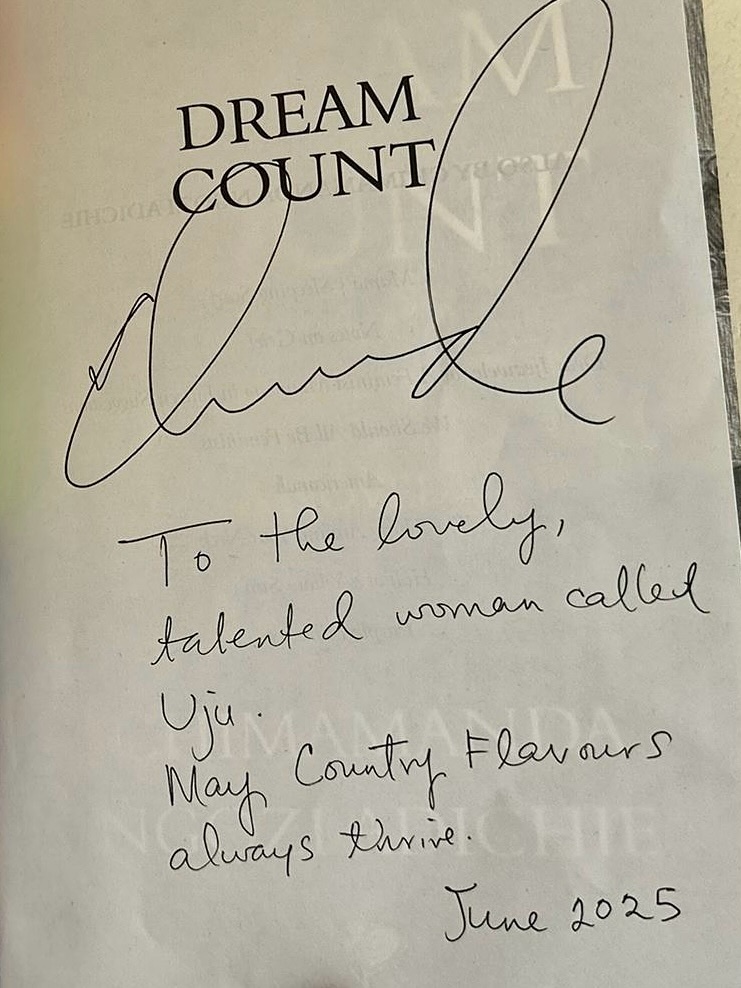 DREAM
COUNT
To the lovely,
talented woman called
Uju.
May Country Flavours
always thrive.
June 2025